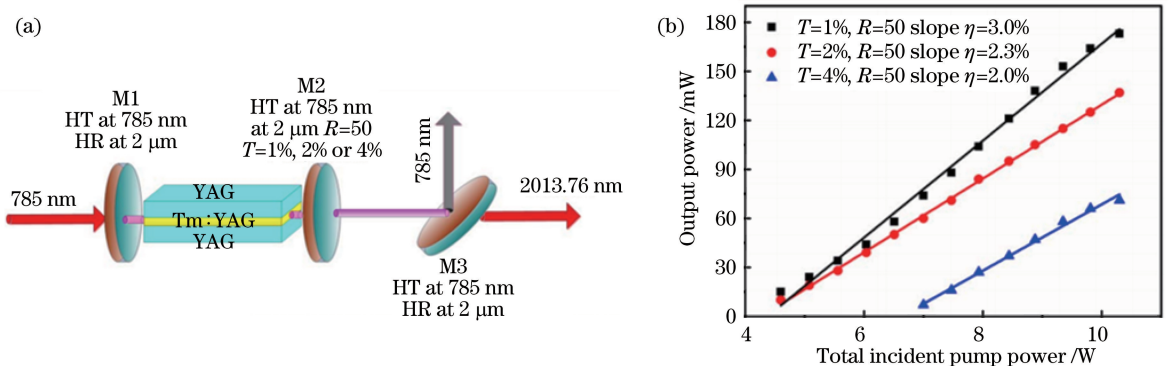 (a)
M1
HT at 785 nm
HR at 2 μm
M2
HT at 785 nm
at 2 μm R=50
T=1%, 2% or 4%
785 nm
YAG
Tm:YAG
YAG
785 nm
2013.76 nm
M3
HT at 785 nm
HR at 2 μm
(b)
Output power /mW
180
150
120
90
60
30
0
T=1%, R=50 slope η=3.0%
T=2%, R=50 slope η=2.3%
T=4%, R=50 slope η=2.0%
4
6
8
10
Total incident pump power /W